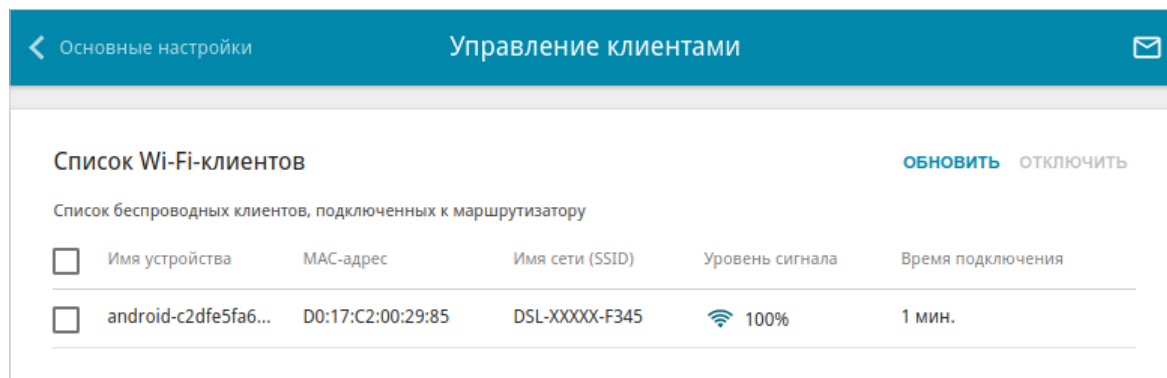 Основные настройки Управление клиентами
Список Wi-Fi-клиентов ОБНОВИТЬ ОТКЛЮЧИТЬ
Список беспроводных клиентов, подключенных к маршрутизатору
Имя устройства MAC-адрес Имя сети (SSID) Уровень сигнала Время подключения
android-c2dfe5fa6... D0:17:C2:00:29:85 DSL-XXXXX-F345 100% 1 мин.